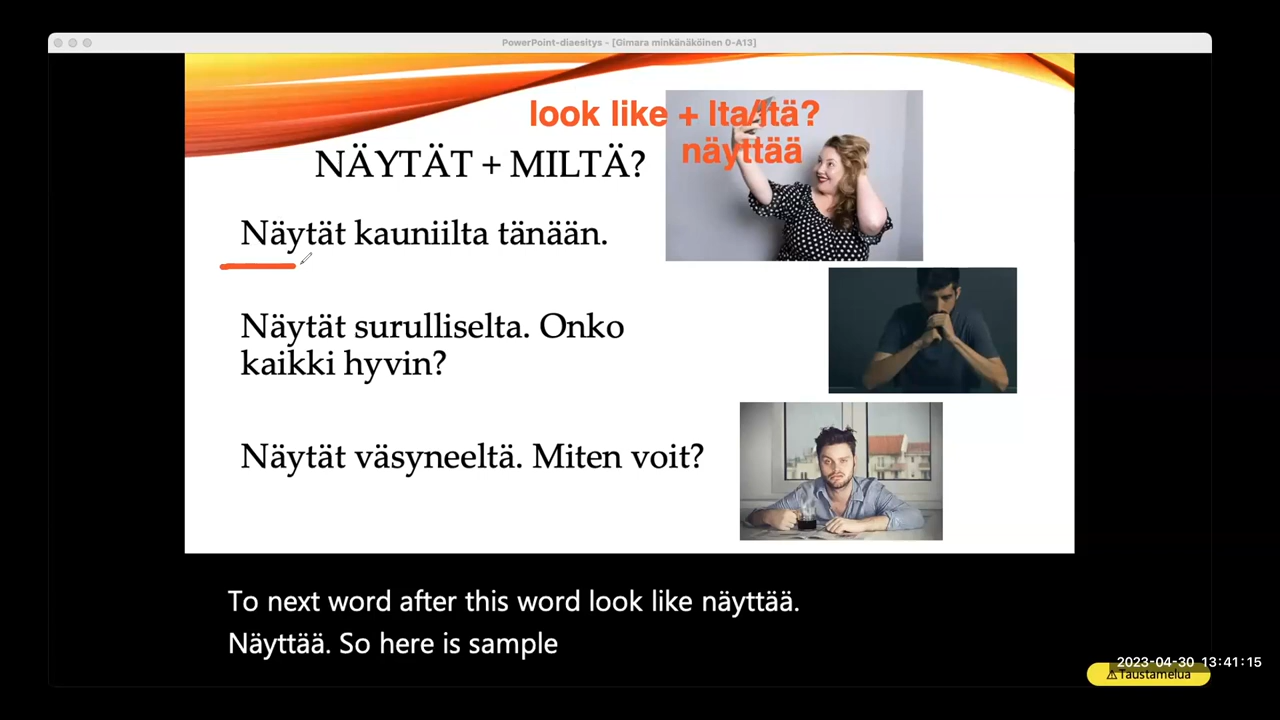 PowerPoint-diaesitys - [Gimara minkänäköinen 0-A13]
look like + lta/ltä?
näyttää
NÄYTÄT + MILTÄ?
Näytät kauniilta tänään.
Näytät surulliselta. Onko
kaikki hyvin?
Näytät väsyneeltä. Miten voit?
To next word after this word look like näyttää.
Näyttää. So here is sample
2023-04-30 13:41:15
⚠Taustamelua